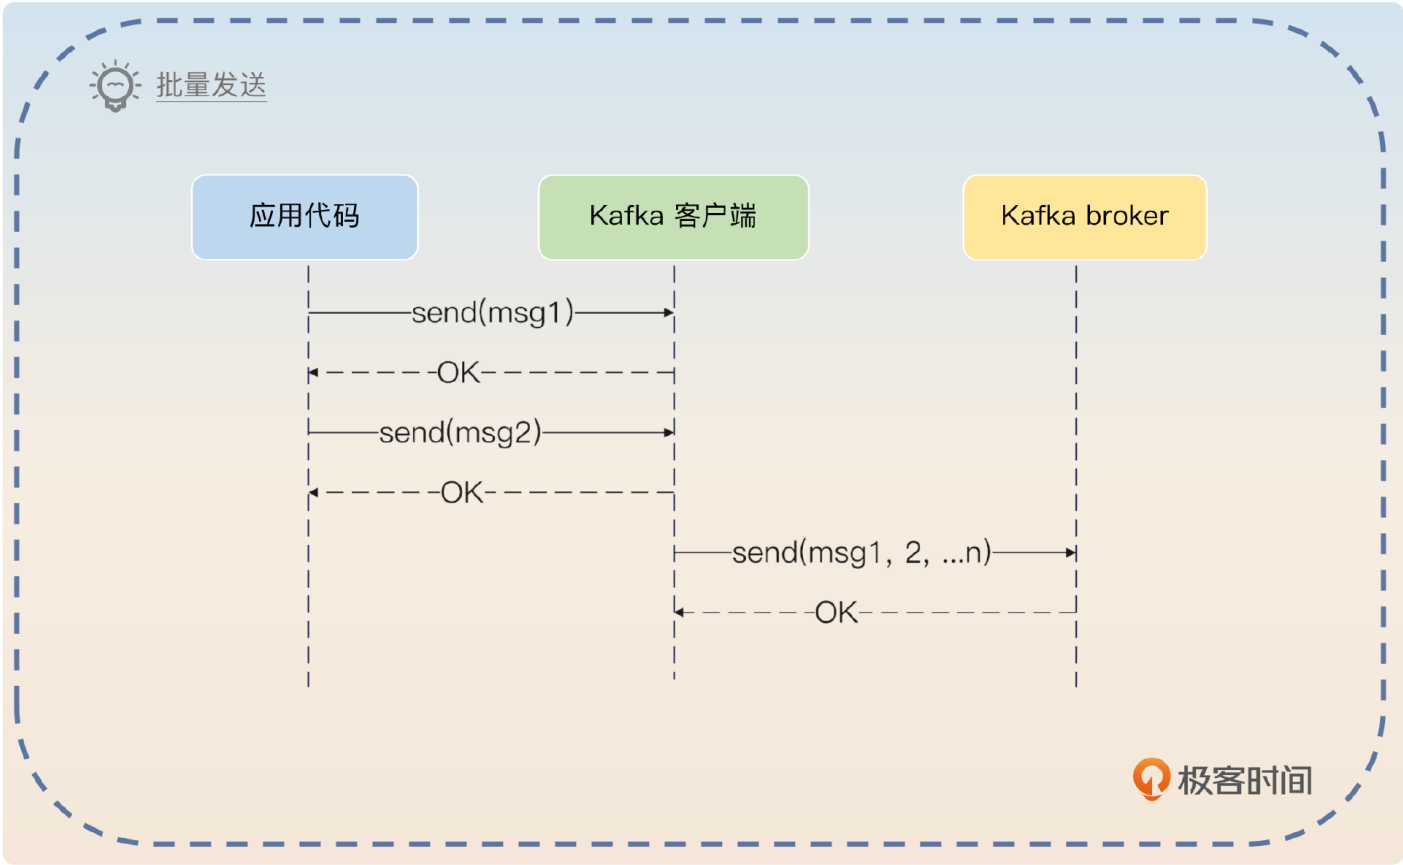 批量发送
应用代码
Kafka 客户端
Kafka broker
send(msg1)
OK
send(msg2)
OK
send(msg1, 2, ...n)
OK
极客时间